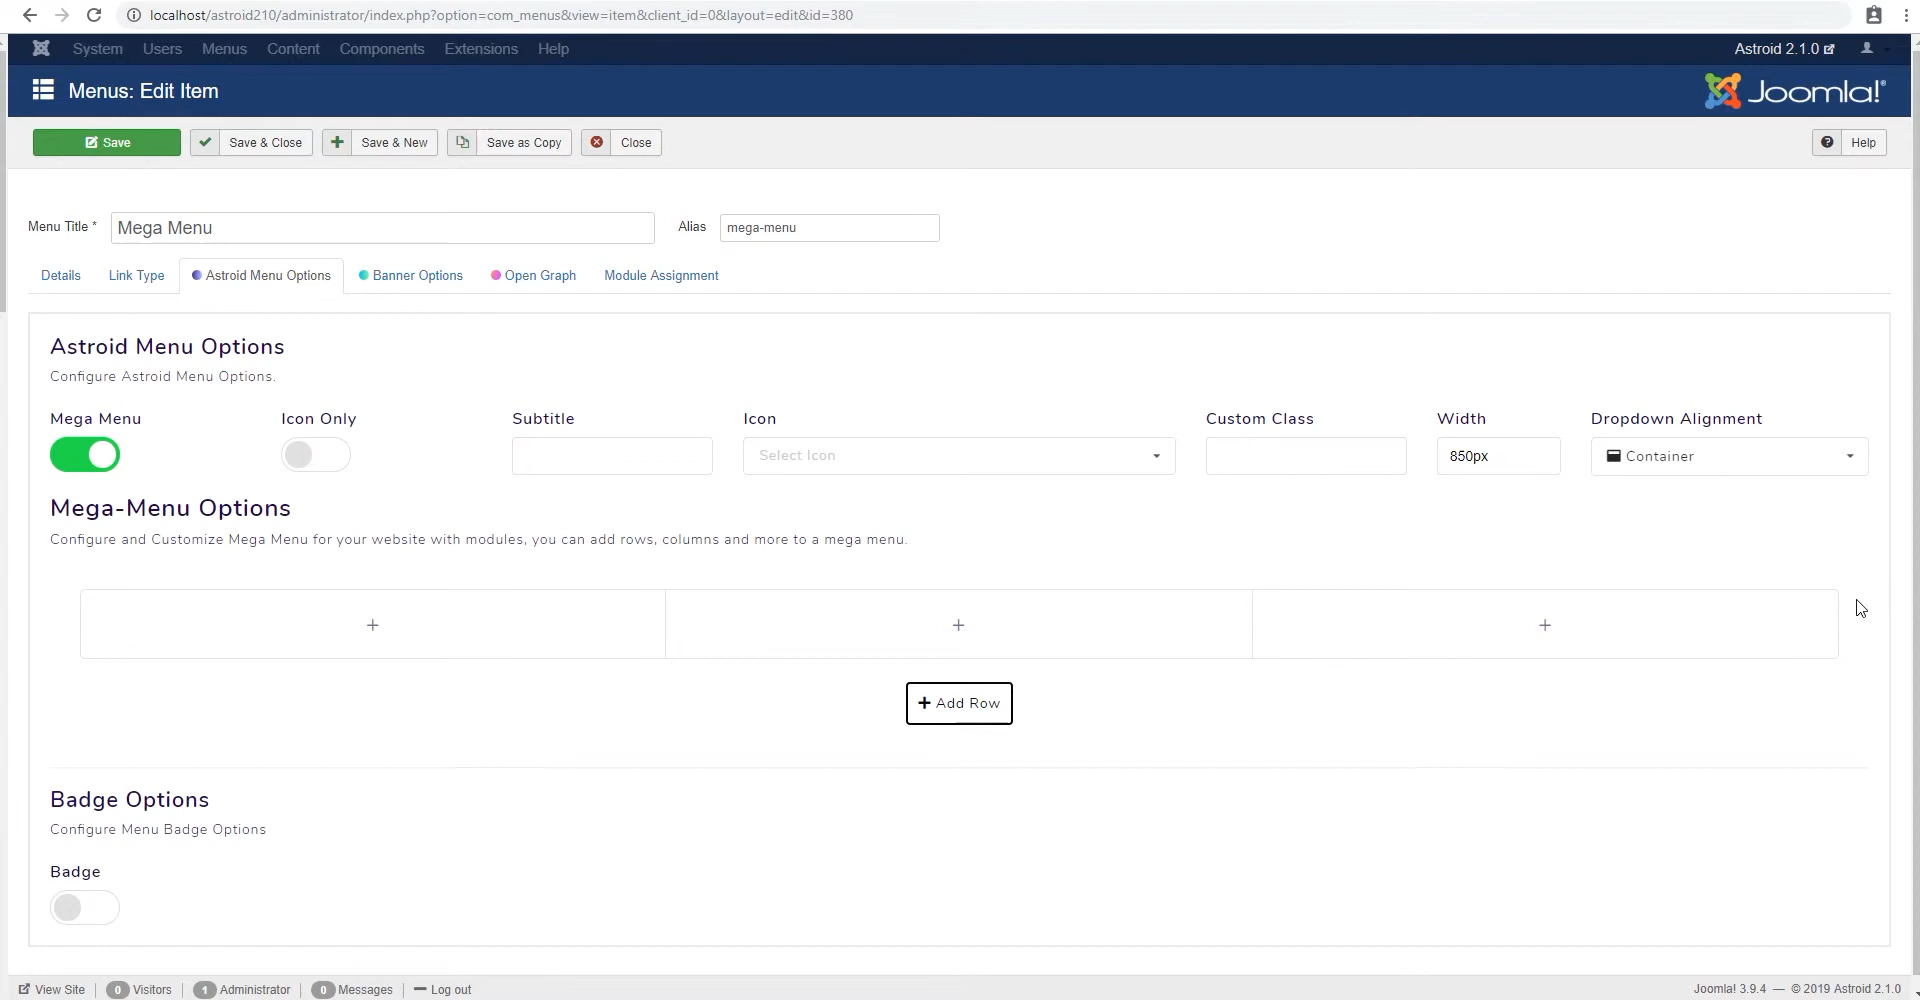 localhost/astroid210/administrator/index.php?option=com_menus&view=item&client_id=0&layout=edit&id=380
System Users Menus Content Components Extensions Help Astroid 2.1.0
Menus: Edit Item Joomla!®
Save Save & Close Save & New Save as Copy Close Help
Menu Title * Mega Menu Alias mega-menu
Details Link Type Astroid Menu Options Banner Options Open Graph Module Assignment
Astroid Menu Options
Configure Astroid Menu Options.
Mega Menu Icon Only Subtitle Icon Custom Class Width Dropdown Alignment
Select Icon 850px Container
Mega-Menu Options
Configure and Customize Mega Menu for your website with modules, you can add rows, columns and more to a mega menu.
+ + +
+ Add Row
Badge Options
Configure Menu Badge Options
Badge
View Site 0 Visitors 1 Administrator 0 Messages Log out Joomla! 3.9.4 — © 2019 Astroid 2.1.0